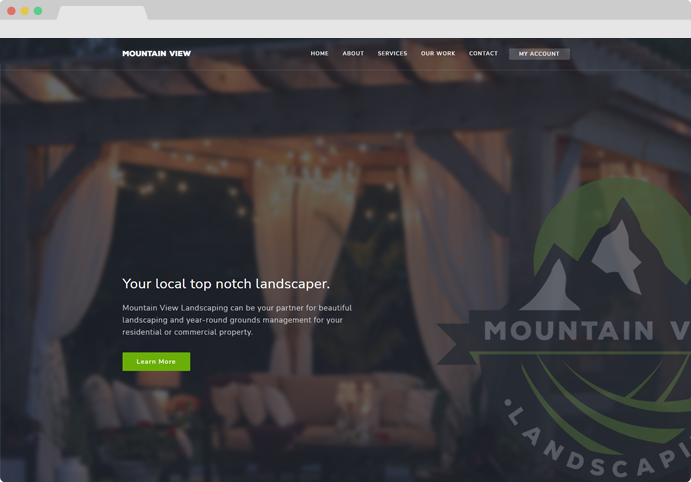 MOUNTAIN VIEW
HOME ABOUT SERVICES OUR WORK CONTACT MY ACCOUNT
Your local top notch landscaper.
Mountain View Landscaping can be your partner for beautiful
landscaping and year-round grounds management for your
residential or commercial property.
Learn More
MOUNTAIN V
LANDSCAPI